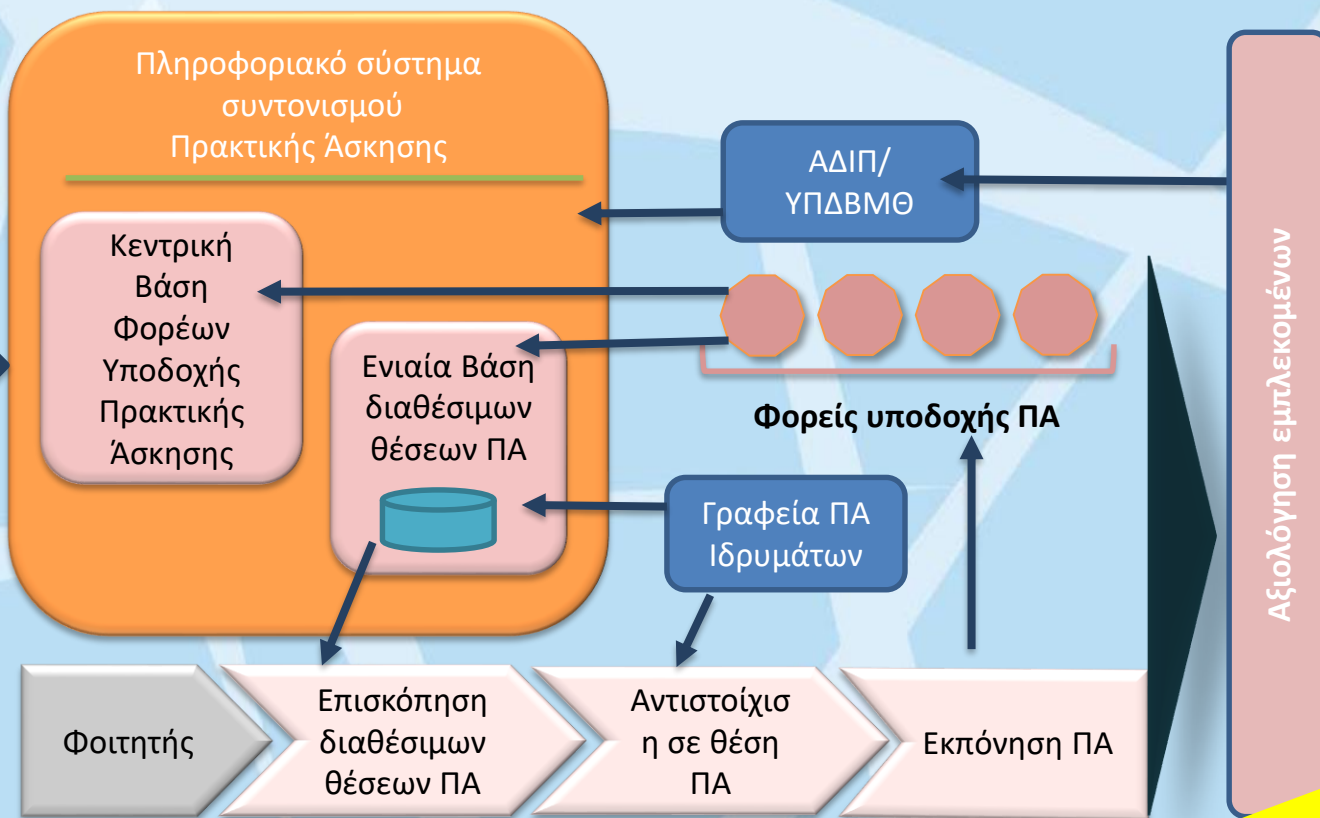 Πληροφοριακό σύστημα
συντονισμού
Πρακτικής Άσκησης
ΑΔΙΠ/
ΥΠΔΒΜΘ
Κεντρική
Βάση
Φορέων
Υποδοχής
Πρακτικής
Άσκησης
Ενιαία Βάση
διαθέσιμων
θέσεων ΠΑ
Φορείς υποδοχής ΠΑ
Γραφεία ΠΑ
Ιδρυμάτων
Φοιτητής
Επισκόπηση
διαθέσιμων
θέσεων ΠΑ
Αντιστοίχισ
η σε θέση
ΠΑ
Εκπόνηση ΠΑ
Αξιολόγηση εμπλεκομένων